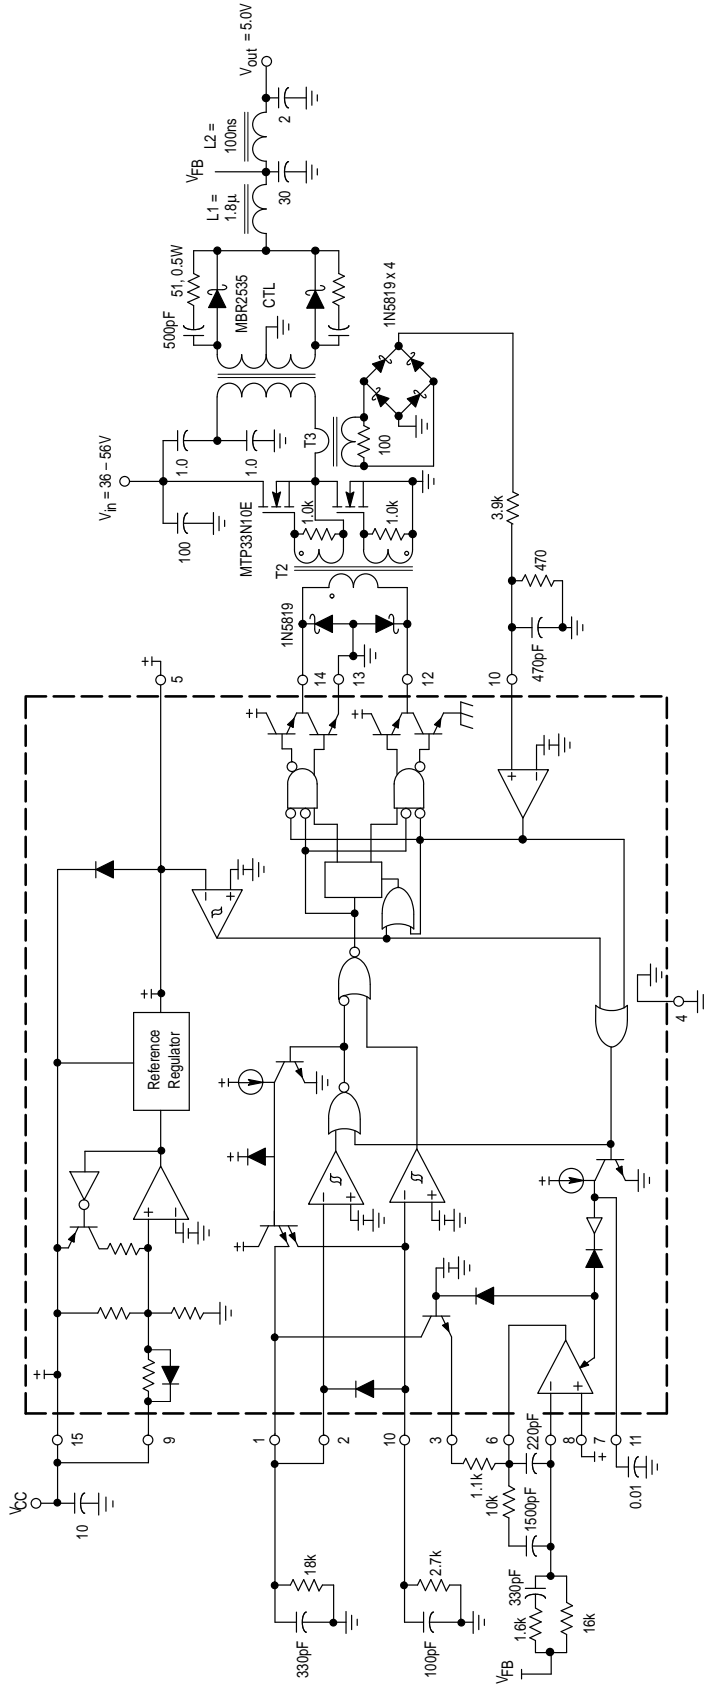 VCC
10
15
9
Reference
Regulator
5
Vin = 36 – 56V
100
1.0
1.0
500pF
51, 0.5W
MBR2535
CTL
L1 =
1.8µ
VFB
L2 =
100ns
Vout = 5.0V
30
2
MTP33N10E
1.0k
1.0k
T2
T3
100
1N5819 x 4
1N5819
14
13
12
10
470pF
470
3.9k
330pF
18k
1
2
100pF
2.7k
10
3
1.1k
6
10k
220pF
1500pF
VFB
1.6k
330pF
16k
8
7
11
0.01
4
+
–
+
–
–
+
–
+
–
+
+
–
–
+